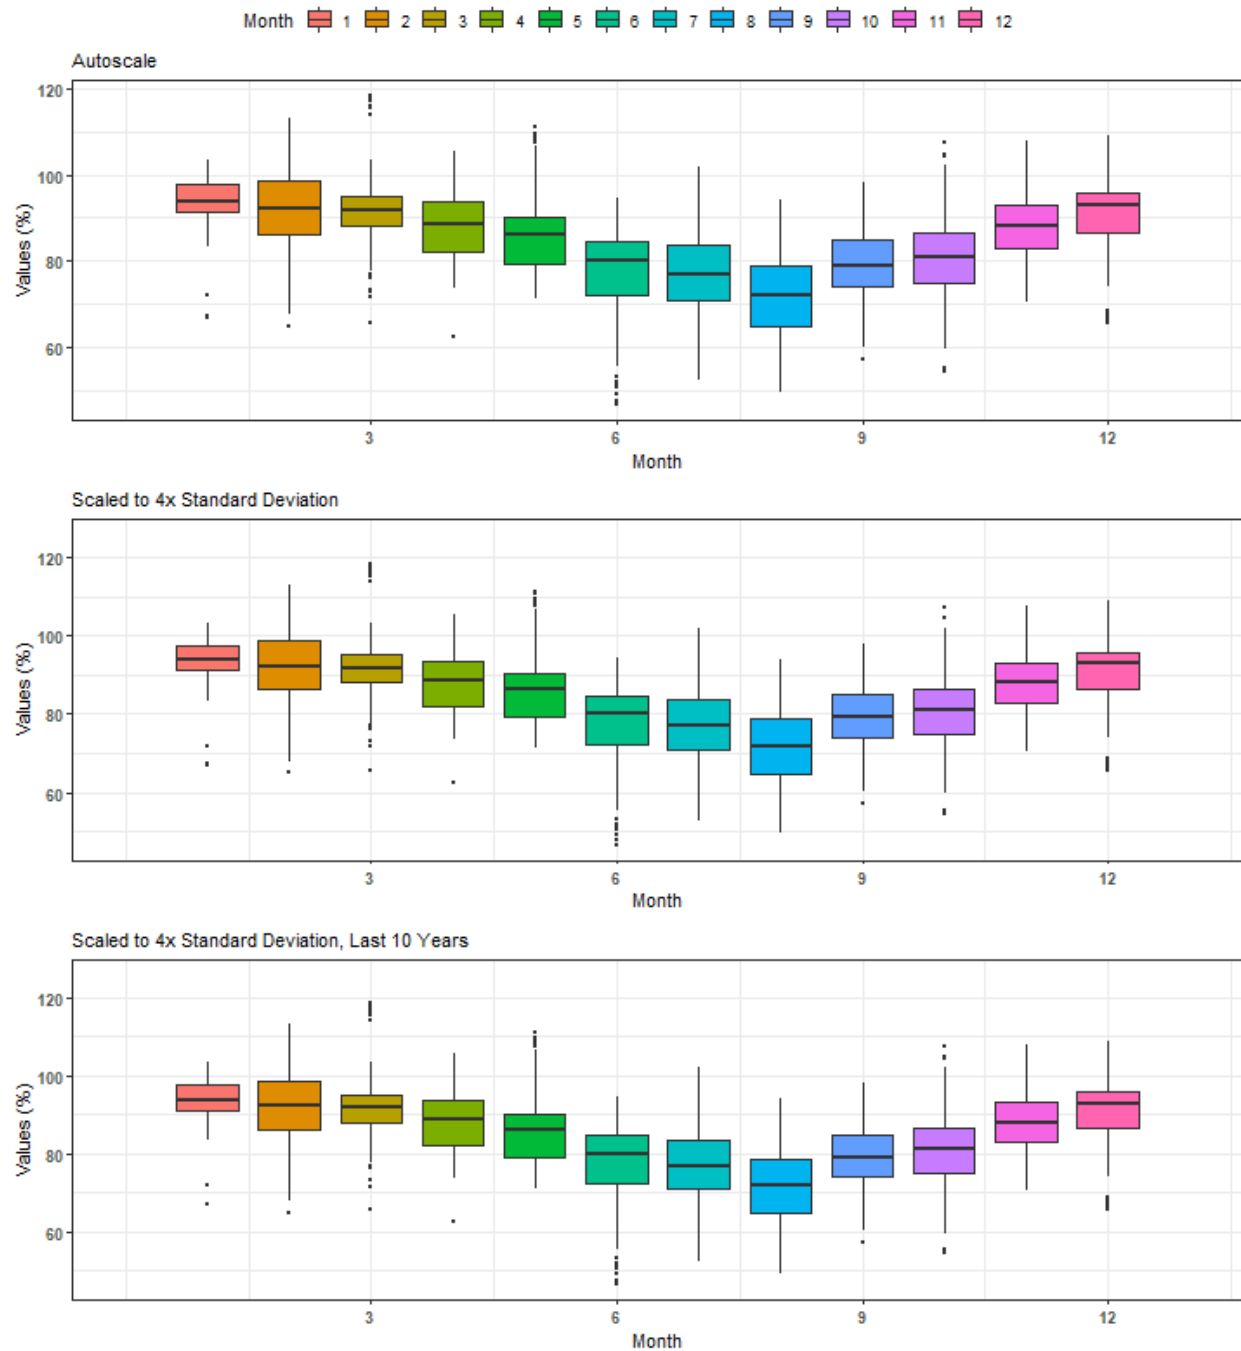 Month 1 2 3 4 5 6 7 8 9 10 11 12
Autoscale
120
100
80
60
Values (%)
3 6 9 12
Month
Scaled to 4x Standard Deviation
120
100
80
60
Values (%)
3 6 9 12
Month
Scaled to 4x Standard Deviation, Last 10 Years
120
100
80
60
Values (%)
3 6 9 12
Month